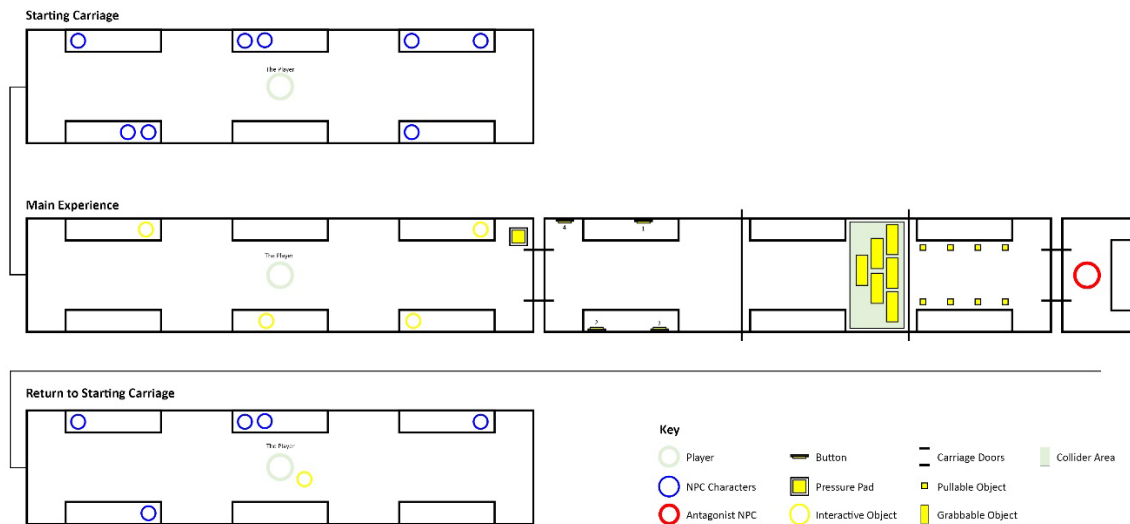 Starting Carriage
The Player
Main Experience
The Player
4
1
2
3
Return to Starting Carriage
The Player
Key
Player
Button
Carriage Doors
Collider Area
NPC Characters
Pressure Pad
Pullable Object
Antagonist NPC
Interactive Object
Grabbable Object